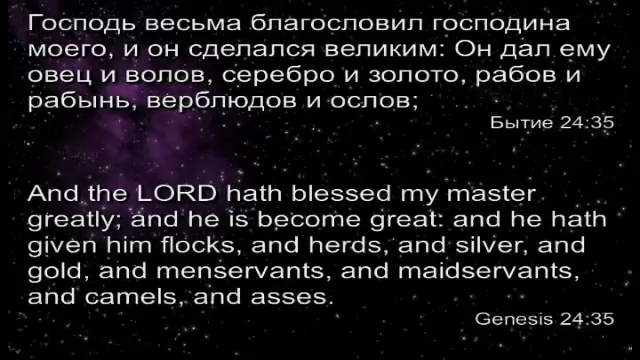 Господь весьма благословил господина
моего, и он сделался великим: Он дал ему
овец и волов, серебро и золото, рабов и
рабынь, верблюдов и ослов;
Бытие 24:35
And the LORD hath blessed my master
greatly; and he is become great: and he hath
given him flocks, and herds, and silver, and
gold, and menservants, and maidservants,
and camels, and asses.
Genesis 24:35